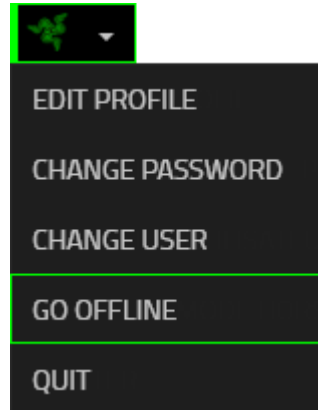 EDIT PROFILE
CHANGE PASSWORD
CHANGE USER
GO OFFLINE
QUIT